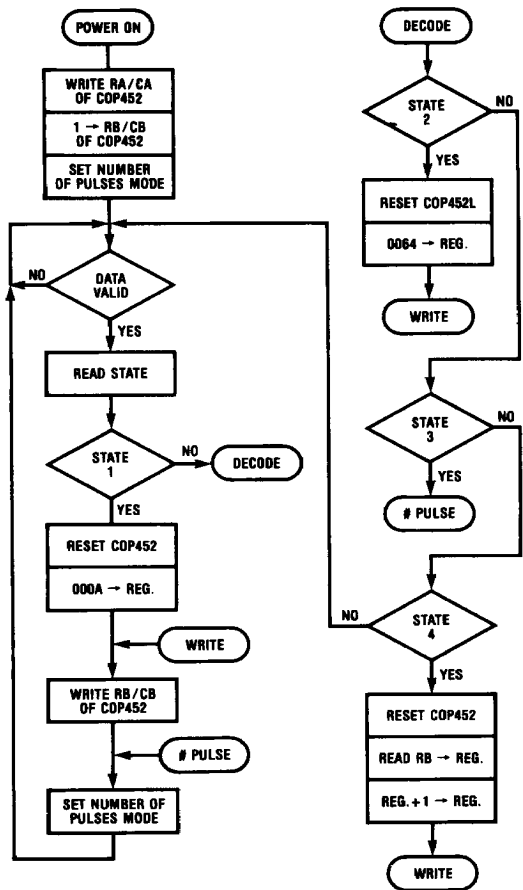 POWER ON
WRITE RA/CA
OF COP452
1 → RB/CB
OF COP452
SET NUMBER
OF PULSES MODE
NO
DATA
VALID
YES
READ STATE
STATE
1
NO
DECODE
YES
RESET COP452
000A → REG.
WRITE
WRITE RB/CB
OF COP452
# PULSE
SET NUMBER OF
PULSES MODE
DECODE
STATE
2
NO
YES
RESET COP452L
0064 → REG.
WRITE
STATE
3
NO
YES
# PULSE
NO
STATE
4
YES
RESET COP452
READ RB → REG.
REG.+1 → REG.
WRITE